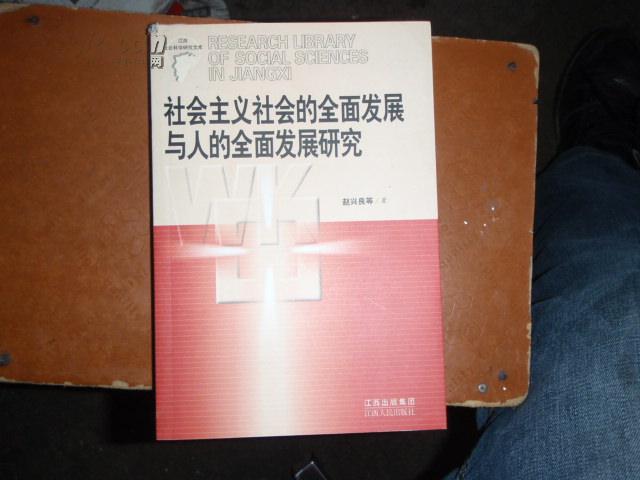 江西
社会科学研究文库
RESEARCH LIBRARY
OF SOCIAL SCIENCES
IN JIANGXI
社会主义社会的全面发展
与人的全面发展研究
赵兴良等/著
江西出版集团
江西人民出版社